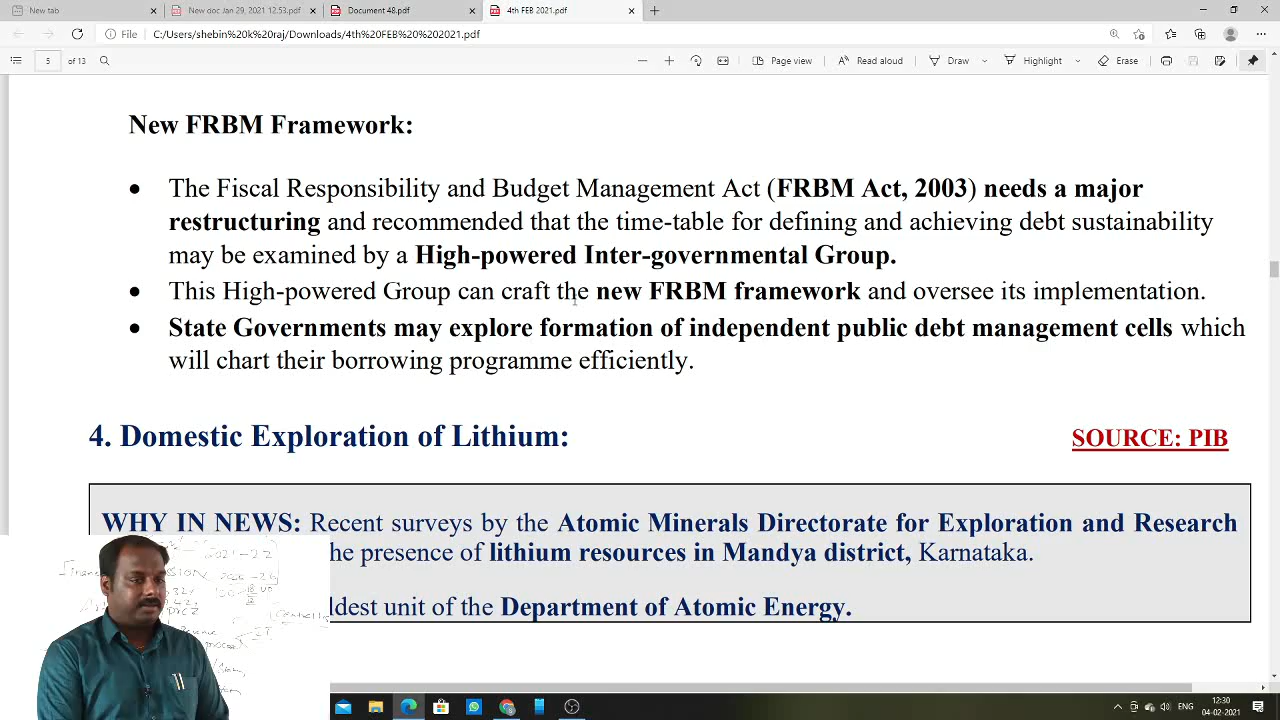 New tab
New doc Jan 29, 2021 12.53.pdf
Document 48.pdf
4th FEB 2021.pdf
File C:/Users/shebin%20k%20raj/Downloads/4th%20FEB%20%202021.pdf
5 of 13
Page view
Read aloud
Draw
Highlight
Erase
New FRBM Framework:
• The Fiscal Responsibility and Budget Management Act (FRBM Act, 2003) needs a major
restructuring and recommended that the time-table for defining and achieving debt sustainability
may be examined by a High-powered Inter-governmental Group.
• This High-powered Group can craft the new FRBM framework and oversee its implementation.
• State Governments may explore formation of independent public debt management cells which
will chart their borrowing programme efficiently.
4. Domestic Exploration of Lithium: SOURCE: PIB
WHY IN NEWS: Recent surveys by the Atomic Minerals Directorate for Exploration and Research
he presence of lithium resources in Mandya district, Karnataka.
ldest unit of the Department of Atomic Energy.
2021-22
ENG
12:30
04-02-2021